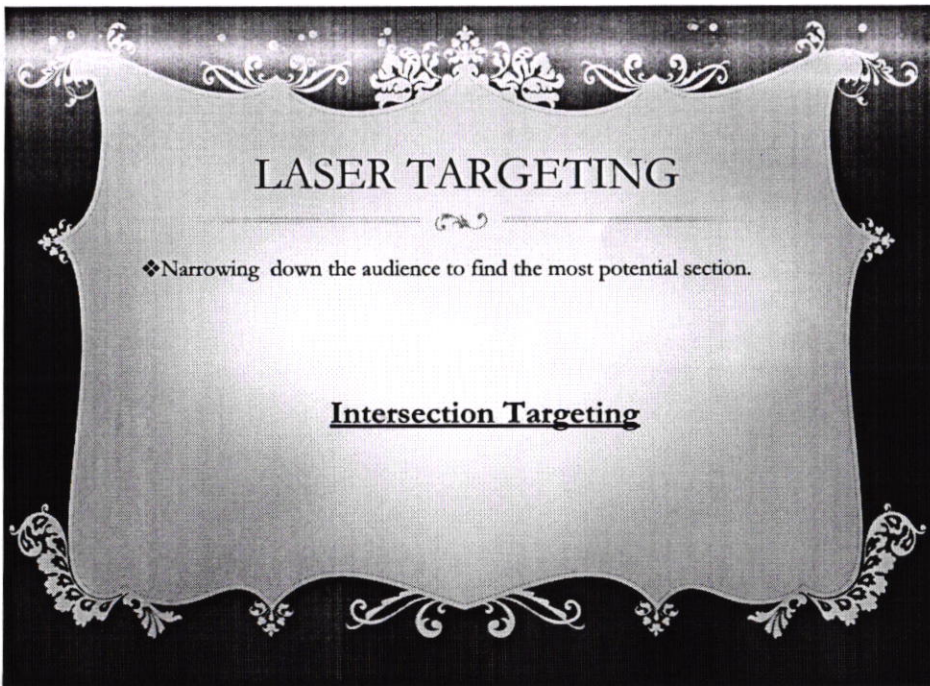 LASER TARGETING
❖Narrowing down the audience to find the most potential section.
Intersection Targeting